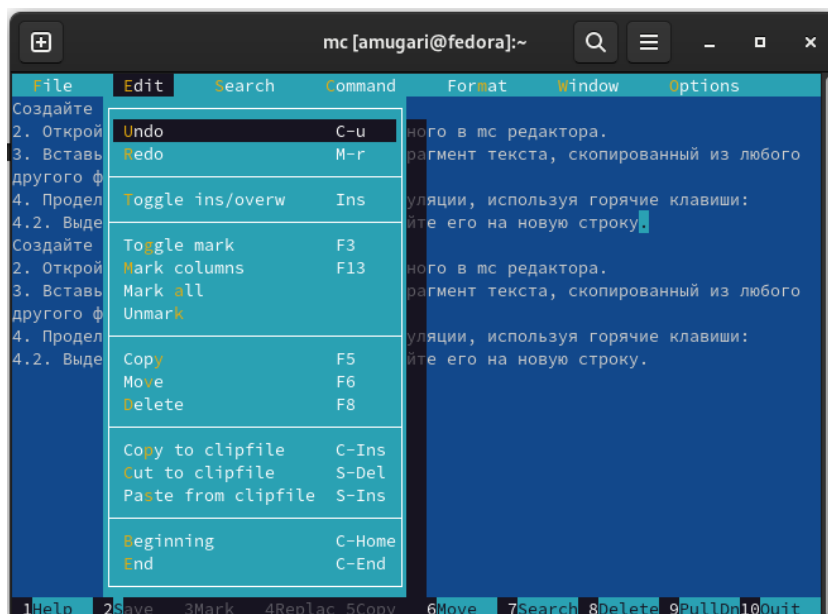 mc [amugari@fedora]:~
File Edit Search Command Format Window Options
Создайте
2. Открой
3. Вставь
другого ф
4. Продел
4.2. Выде
Создайте
2. Открой
3. Вставь
другого ф
4. Продел
4.2. Выде
Undo C-u
Redo M-r
Toggle ins/overw Ins
Toggle mark F3
Mark columns F13
Mark all
Unmark
Copy F5
Move F6
Delete F8
Copy to clipfile C-Ins
Cut to clipfile S-Del
Paste from clipfile S-Ins
Beginning C-Home
End C-End
ного в mc редактора.
рагмент текста, скопированный из любого
уляции, используя горячие клавиши:
йте его на новую строку.
ного в mc редактора.
рагмент текста, скопированный из любого
уляции, используя горячие клавиши:
йте его на новую строку.
1Help 2Save 3Mark 4Replac 5Copy 6Move 7Search 8Delete 9PullDn 10Quit